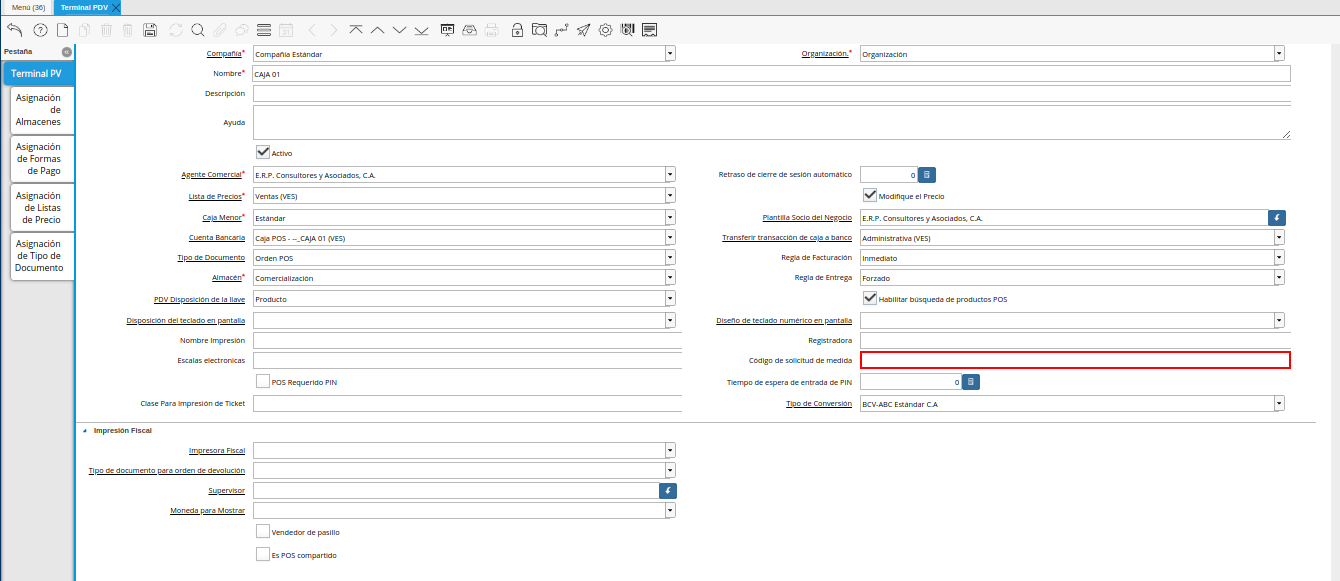 Menú (36)
Terminal PDV
Pestaña
Terminal PV
Asignación
de
Almacenes
Asignación
de Formas
de Pago
Asignación
de Listas
de Precio
Asignación
de Tipo de
Documento
Compañía*
Compañía Estándar
Organización.*
Organización
Nombre*
CAJA 01
Descripción
Ayuda
Activo
Agente Comercial*
E.R.P. Consultores y Asociados, C.A.
Retraso de cierre de sesión automático
0
Lista de Precios*
Ventas (VES)
Modifique el Precio
Caja Menor*
Estándar
Plantilla Socio del Negocio
E.R.P. Consultores y Asociados, C.A.
Cuenta Bancaria
Caja POS - --_CAJA 01 (VES)
Transferir transacción de caja a banco
Administrativa (VES)
Tipo de Documento
Orden POS
Regla de Facturación
Inmediato
Almacén*
Comercialización
Regla de Entrega
Forzado
PDV Disposición de la llave
Producto
Habilitar búsqueda de productos POS
Disposición del teclado en pantalla
Diseño de teclado numérico en pantalla
Nombre Impresión
Registradora
Escalas electronicas
Código de solicitud de medida
POS Requerido PIN
Tiempo de espera de entrada de PIN
0
Clase Para Impresión de Ticket
Tipo de Conversión
BCV-ABC Estándar C.A
Impresión Fiscal
Impresora Fiscal
Tipo de documento para orden de devolución
Supervisor
Moneda para Mostrar
Vendedor de pasillo
Es POS compartido